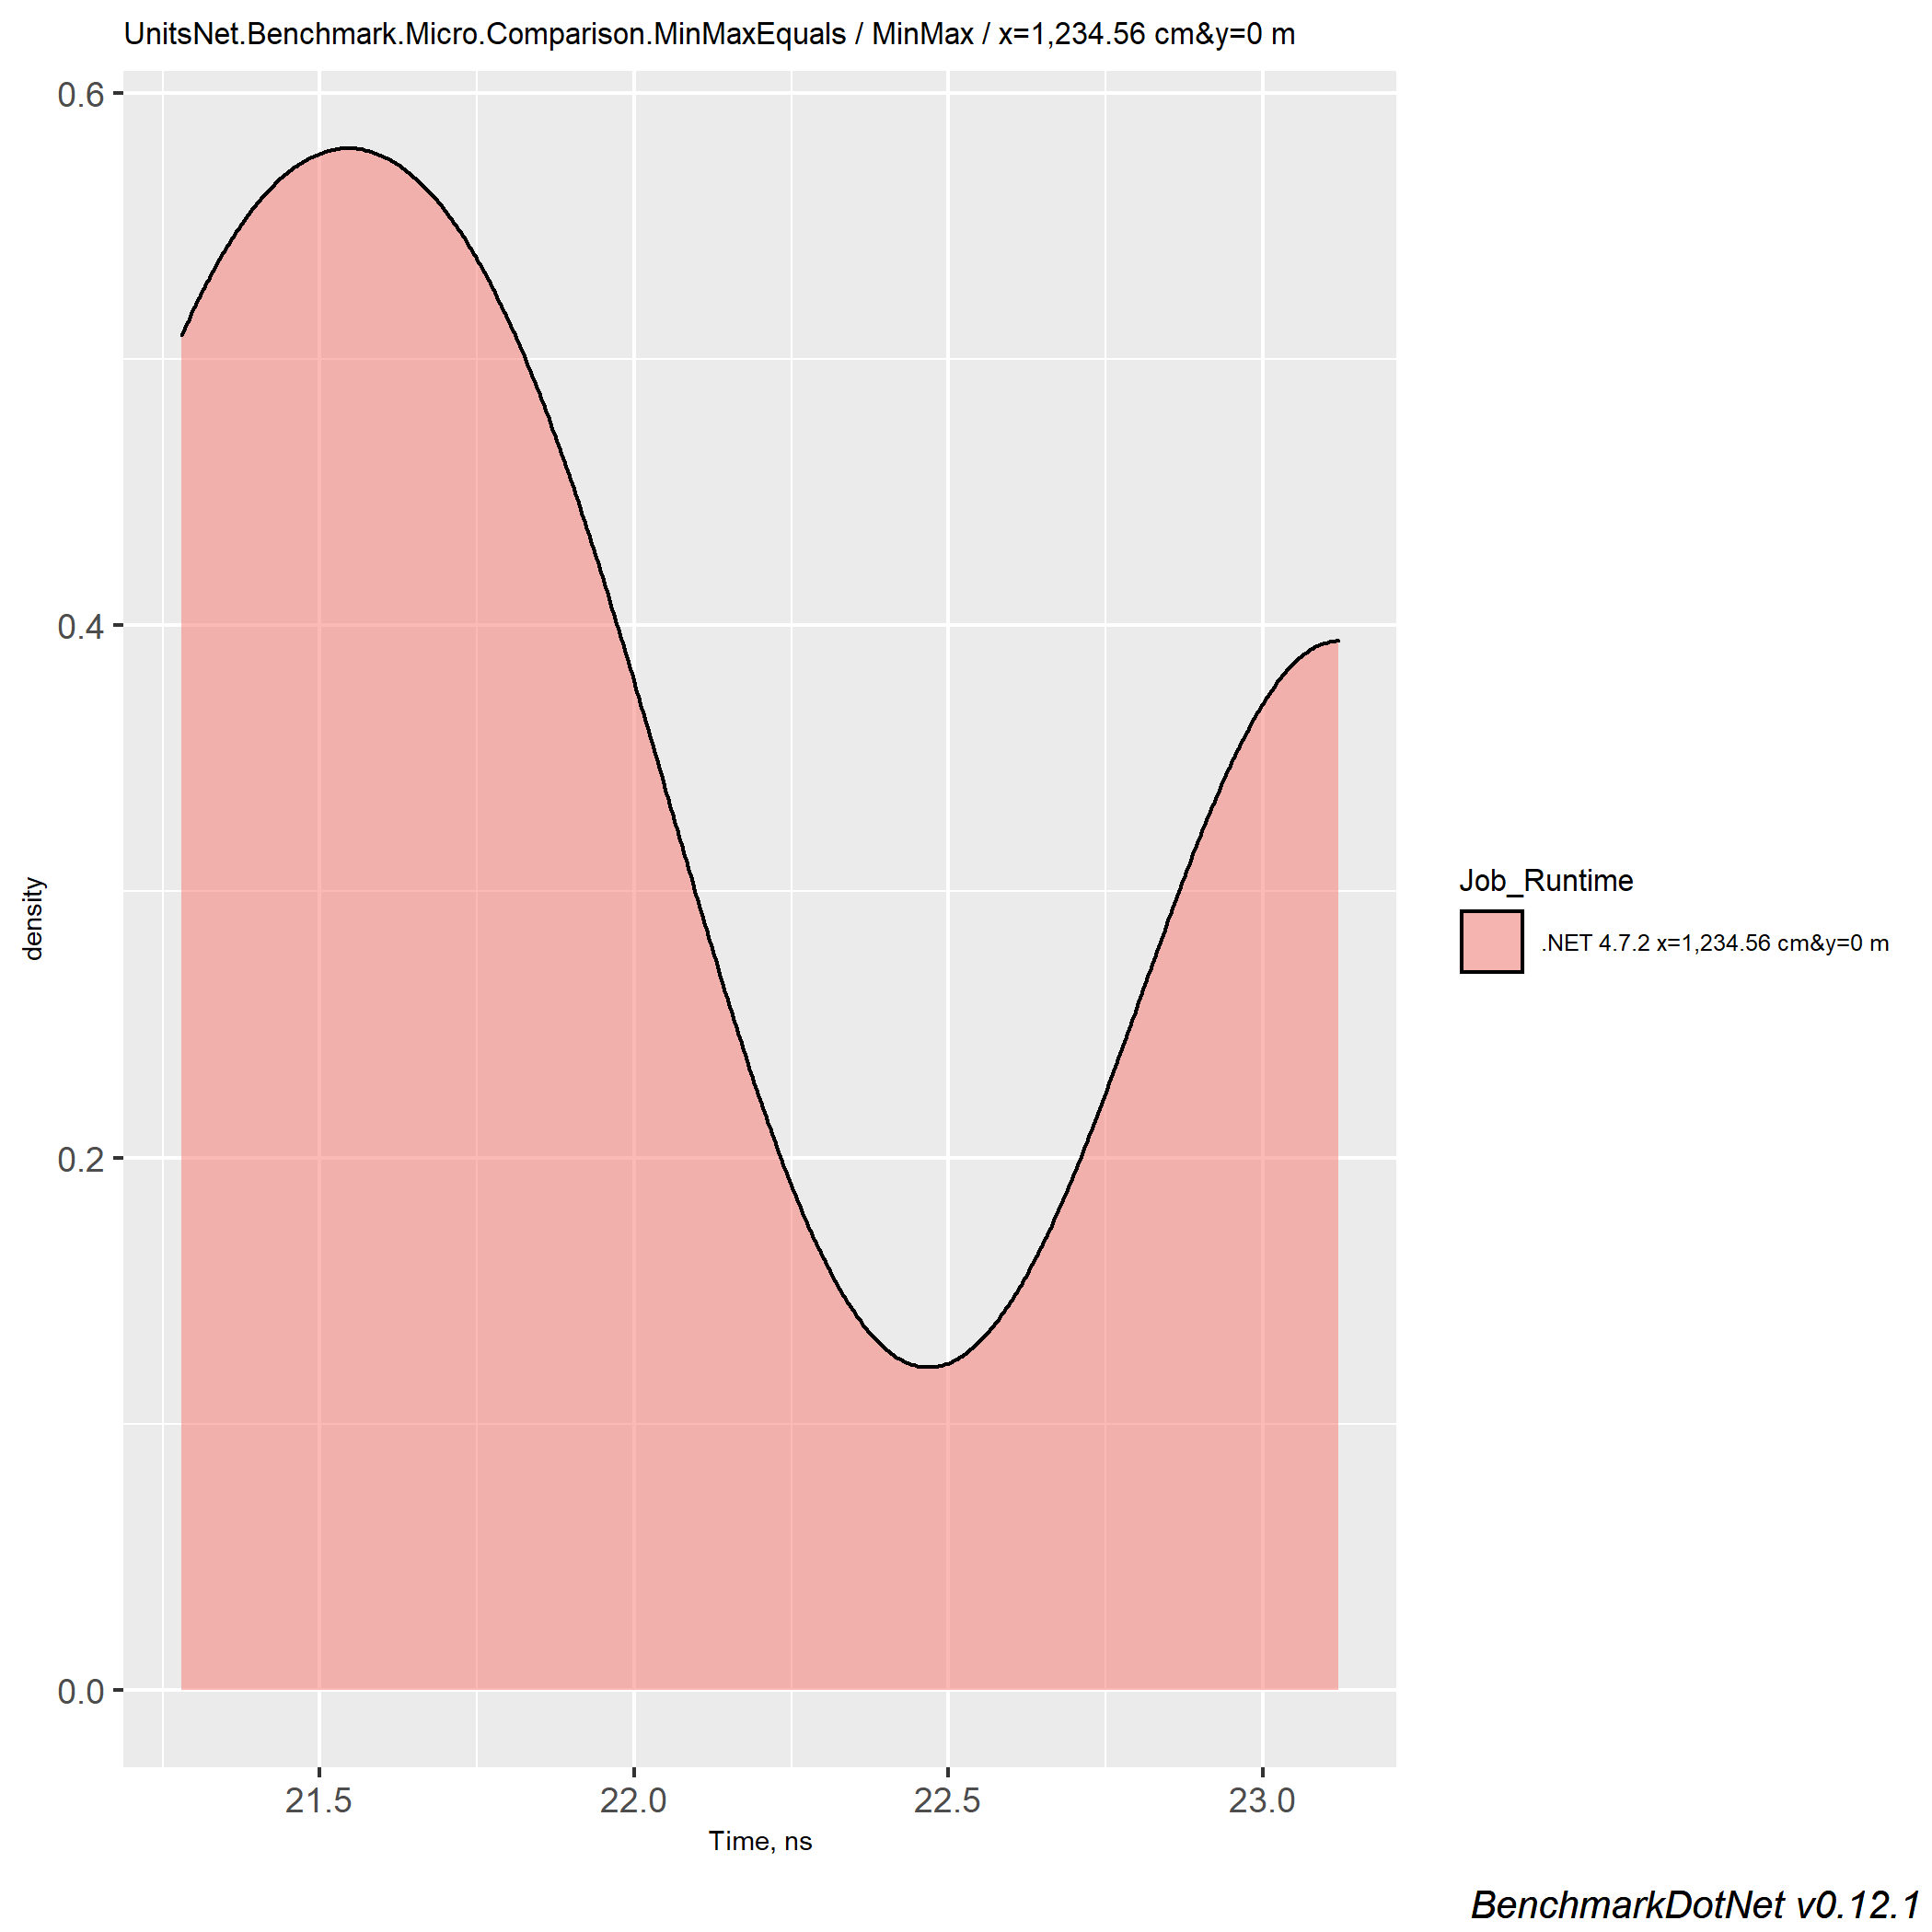 UnitsNet.Benchmark.Micro.Comparison.MinMaxEquals / MinMax / x=1,234.56 cm&y=0 m
0.6
0.4
0.2
0.0
density
21.5 22.0 22.5 23.0
Time, ns
Job_Runtime
.NET 4.7.2 x=1,234.56 cm&y=0 m
BenchmarkDotNet v0.12.1